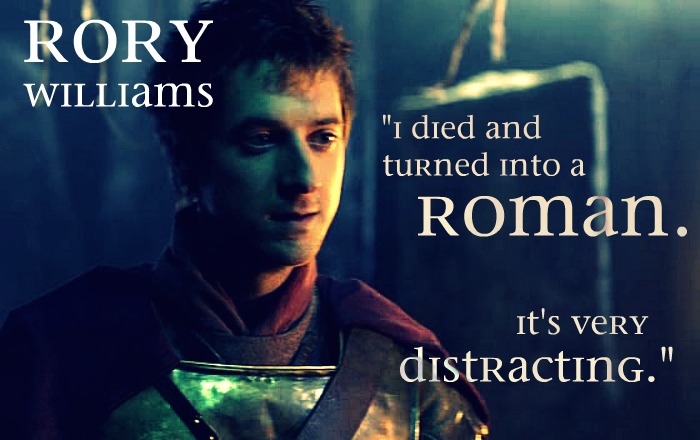 RORY
Williams
"I died and
turned into a
Roman.
It's very
distracting."